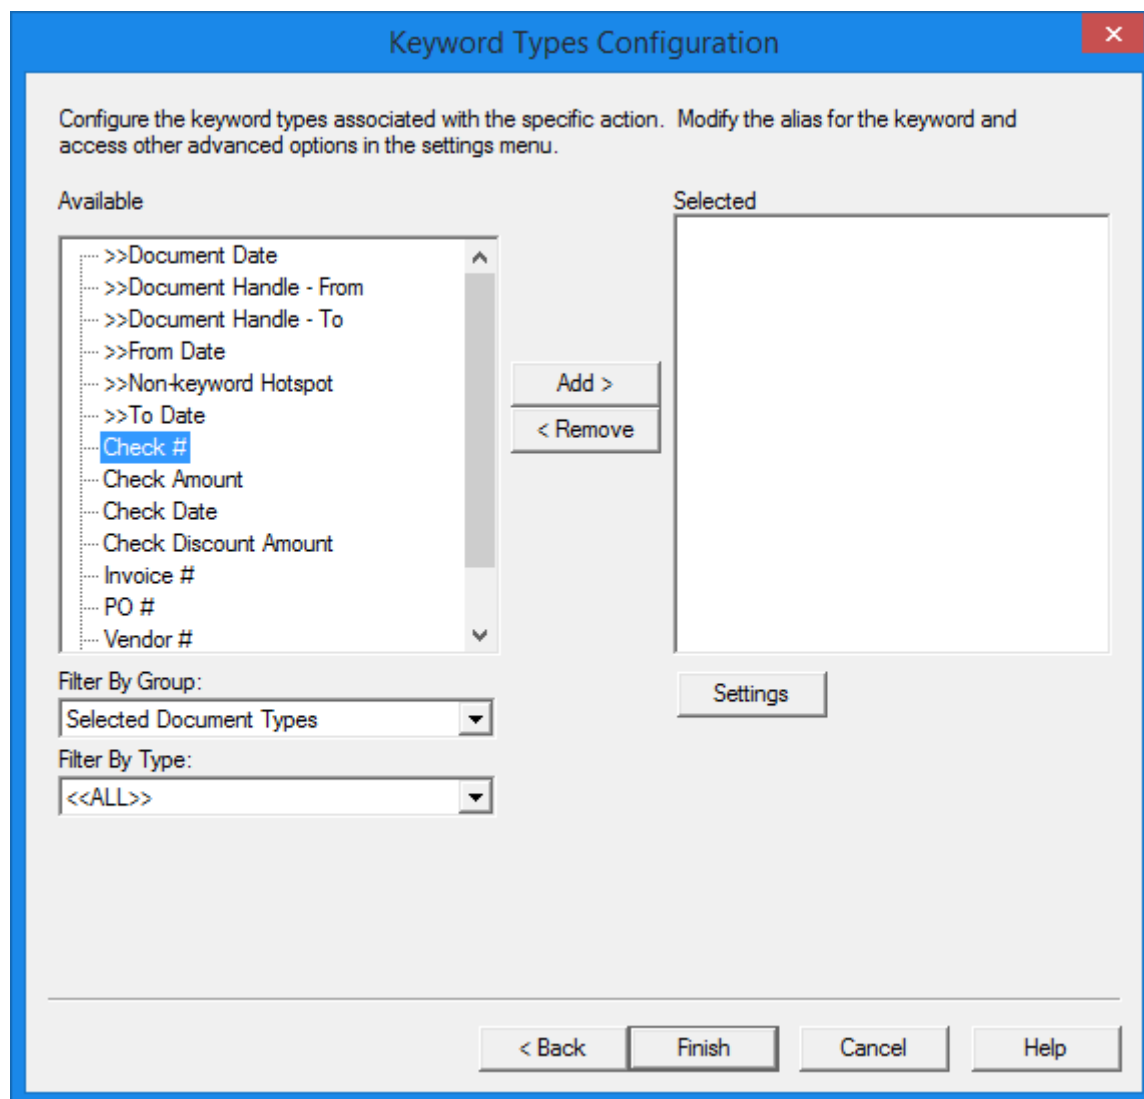 Keyword Types Configuration
Configure the keyword types associated with the specific action. Modify the alias for the keyword and
access other advanced options in the settings menu.
Available
Selected
>>Document Date
>>Document Handle - From
>>Document Handle - To
>>From Date
>>Non-keyword Hotspot
>>To Date
Check #
Check Amount
Check Date
Check Discount Amount
Invoice #
PO #
Vendor #
Add >
< Remove
Filter By Group:
Selected Document Types
Filter By Type:
<<ALL>>
Settings
< Back
Finish
Cancel
Help